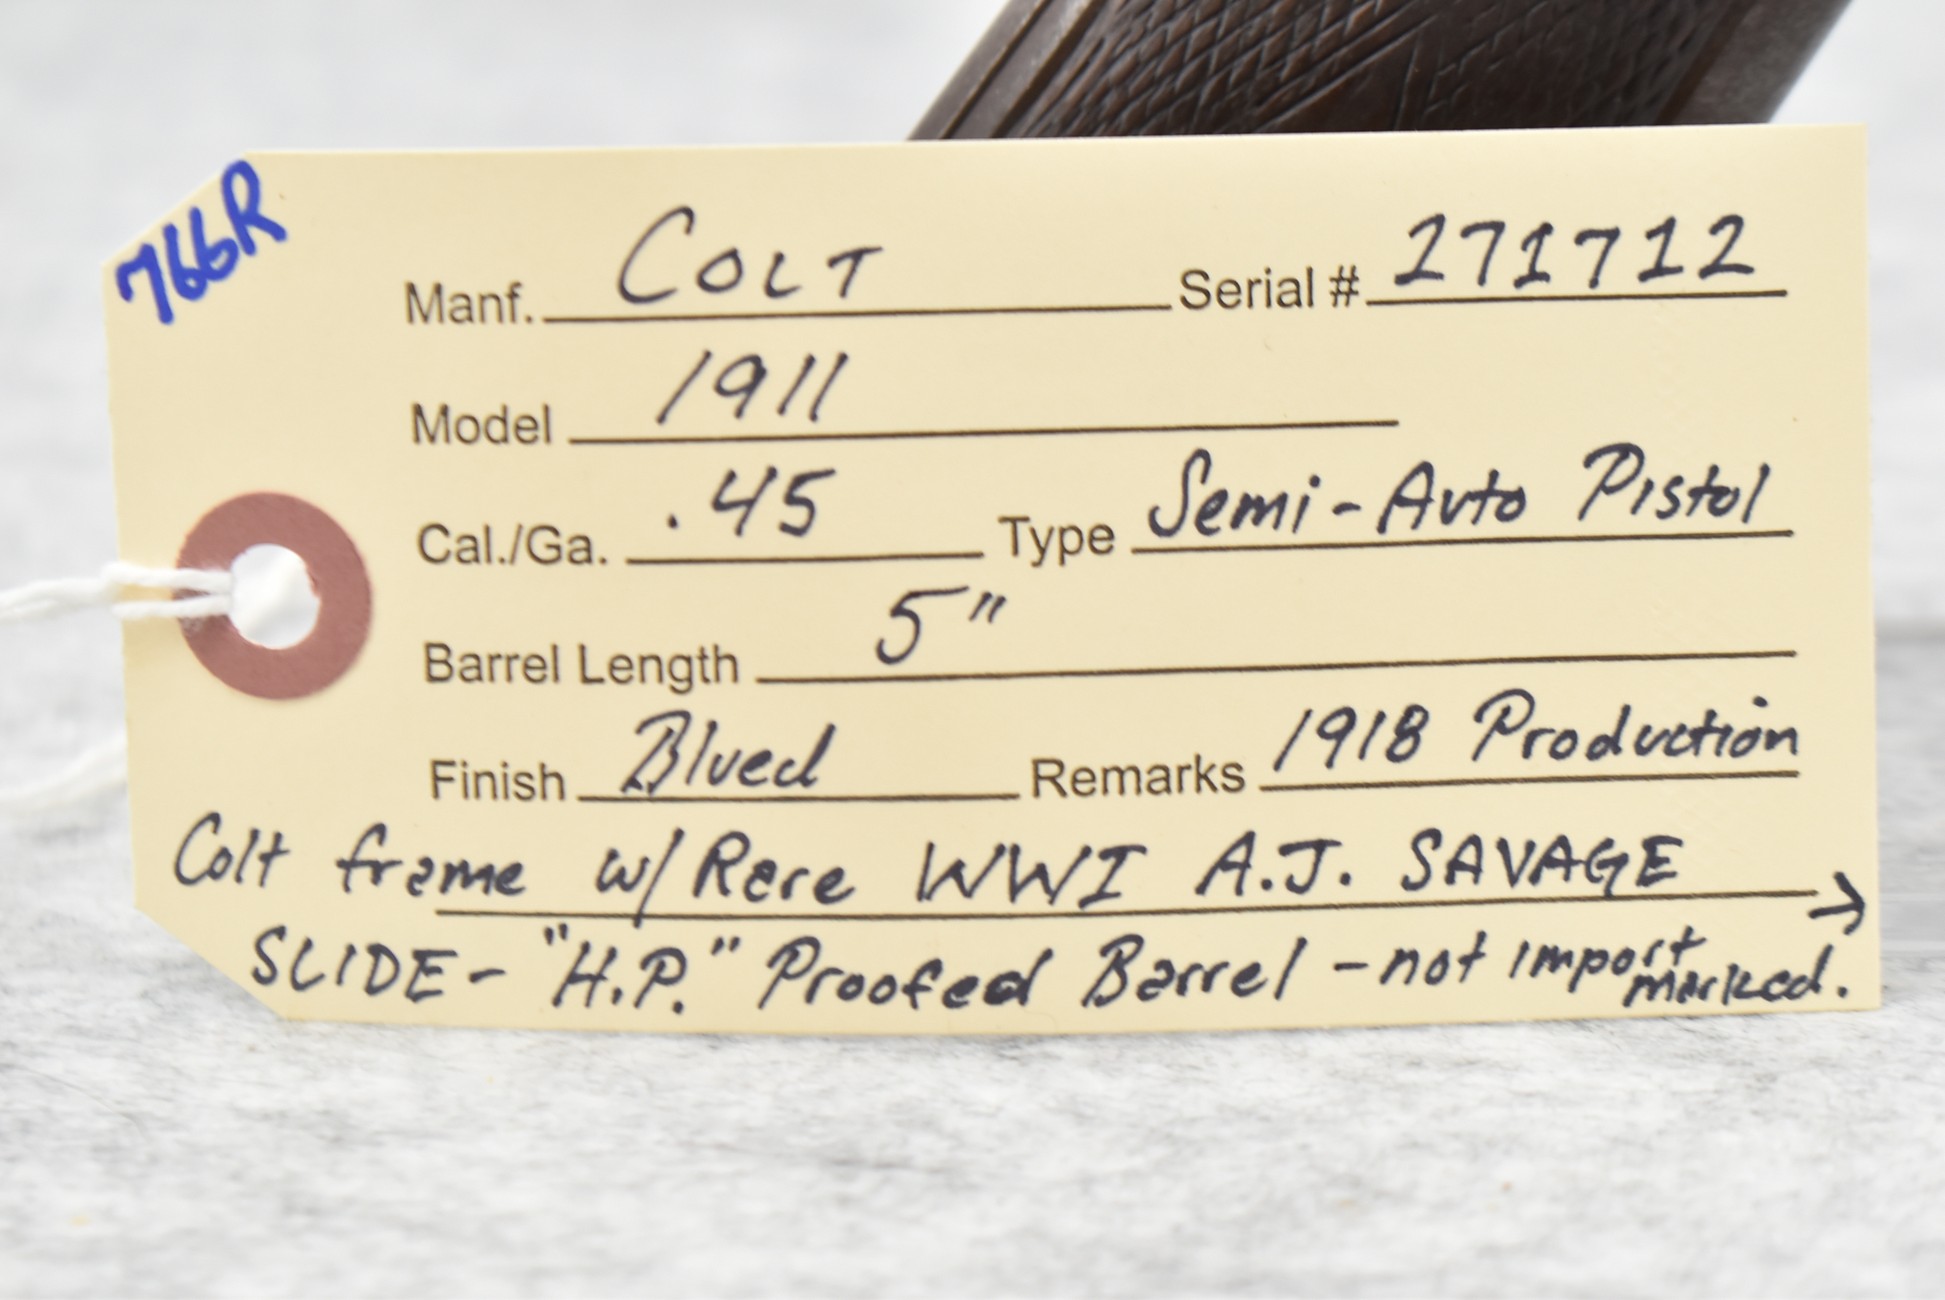 766R
Manf. COLT Serial # 271712
Model 1911
Cal./Ga. .45 Type Semi-Auto Pistol
Barrel Length 5"
Finish Blued Remarks 1918 Production
Colt frame w/ Rare WWI A.J. SAVAGE →
SLIDE - "H.P." Proofed Barrel - not import marked.